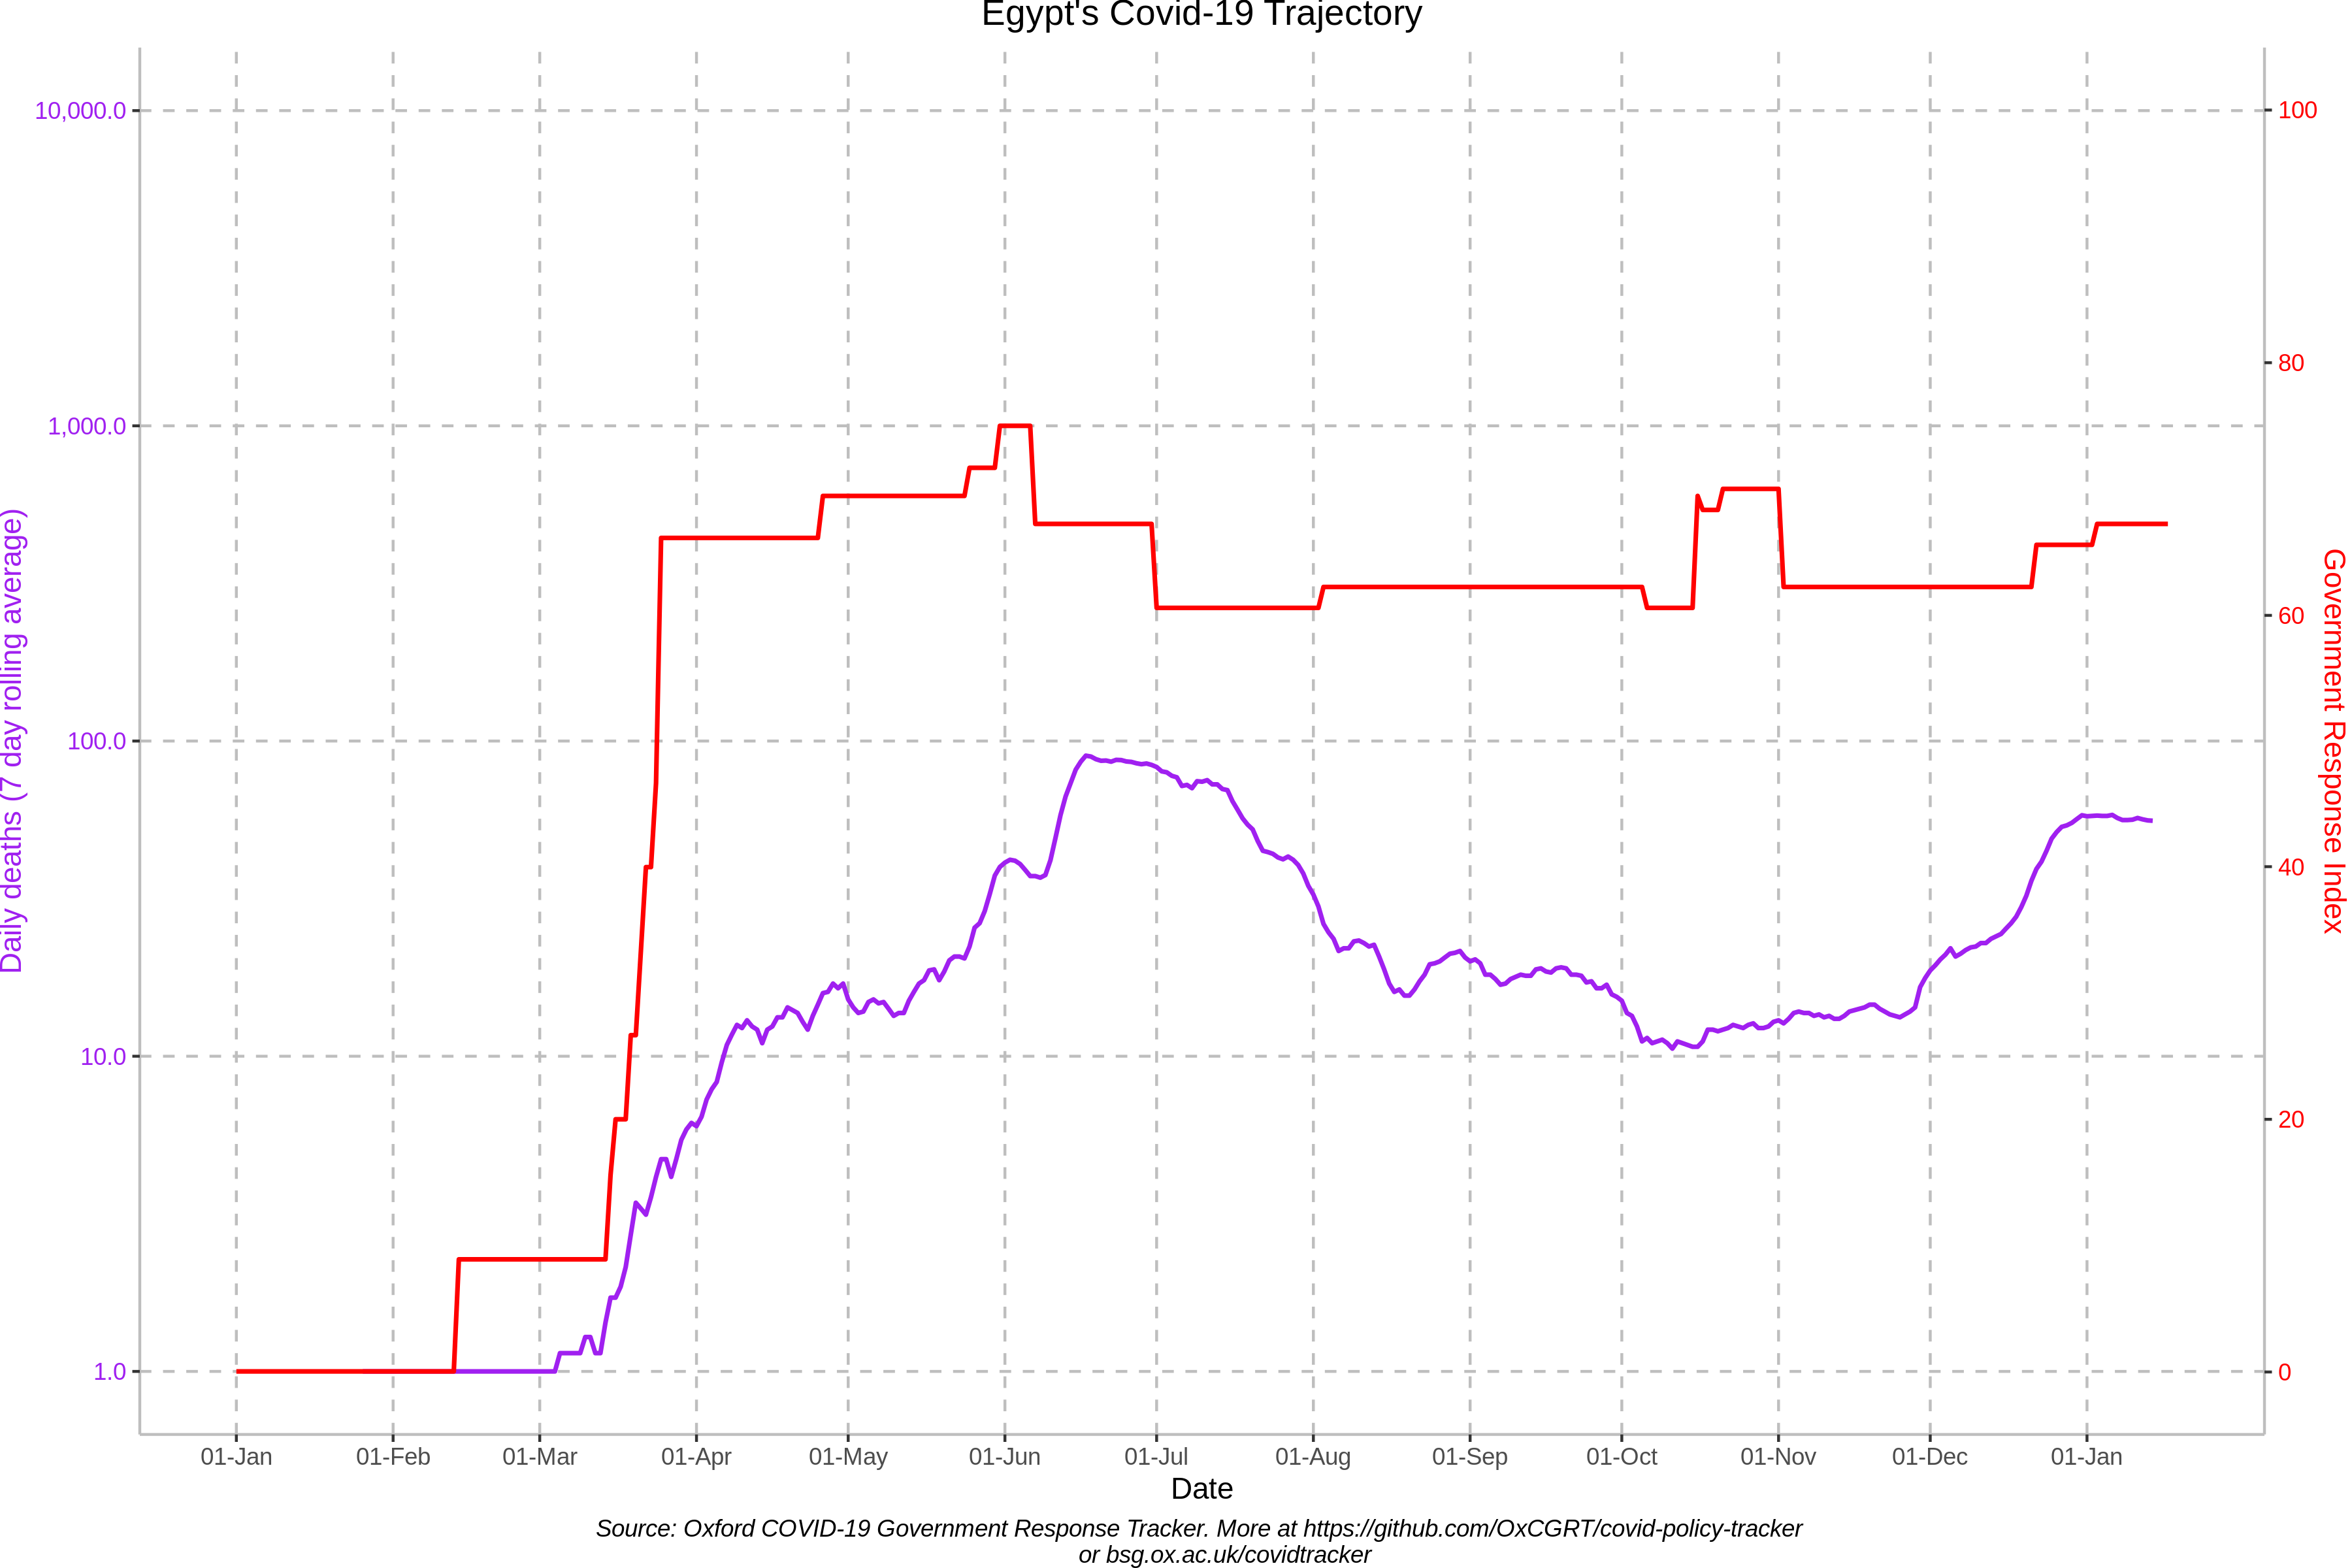 Egypt's Covid-19 Trajectory
10,000.0
1,000.0
100.0
10.0
1.0
Daily deaths (7 day rolling average)
100
80
60
40
20
0
Government Response Index
01-Jan 01-Feb 01-Mar 01-Apr 01-May 01-Jun 01-Jul 01-Aug 01-Sep 01-Oct 01-Nov 01-Dec 01-Jan
Date
Source: Oxford COVID-19 Government Response Tracker. More at https://github.com/OxCGRT/covid-policy-tracker
or bsg.ox.ac.uk/covidtracker